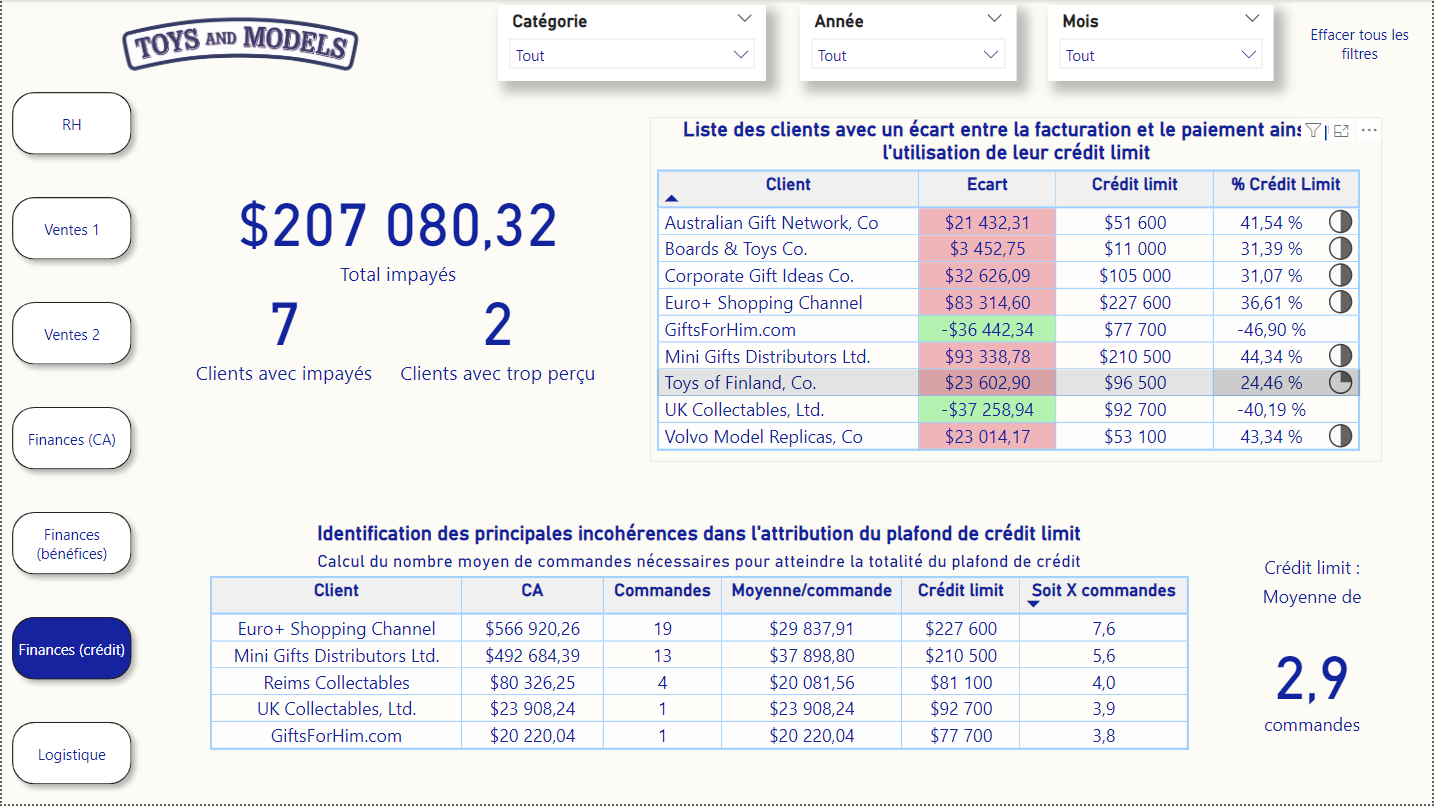 TOYS AND MODELS
Catégorie
Tout
Année
Tout
Mois
Tout
Effacer tous les
filtres
RH
Ventes 1
Ventes 2
Finances (CA)
Finances
(bénéfices)
Finances (crédit)
Logistique
$207 080,32
Total impayés
7
Clients avec impayés
2
Clients avec trop perçu
Liste des clients avec un écart entre la facturation et le paiement
l'utilisation de leur crédit limit
Client Ecart Crédit limit % Crédit Limit
Australian Gift Network, Co $21 432,31 $51 600 41,54 %
Boards & Toys Co. $3 452,75 $11 000 31,39 %
Corporate Gift Ideas Co. $32 626,09 $105 000 31,07 %
Euro+ Shopping Channel $83 314,60 $227 600 36,61 %
GiftsForHim.com -$36 442,34 $77 700 -46,90 %
Mini Gifts Distributors Ltd. $93 338,78 $210 500 44,34 %
Toys of Finland, Co. $23 602,90 $96 500 24,46 %
UK Collectables, Ltd. -$37 258,94 $92 700 -40,19 %
Volvo Model Replicas, Co $23 014,17 $53 100 43,34 %
Identification des principales incohérences dans l'attribution du plafond de crédit limit
Calcul du nombre moyen de commandes nécessaires pour atteindre la totalité du plafond de crédit
Client CA Commandes Moyenne/commande Crédit limit Soit X commandes
Euro+ Shopping Channel $566 920,26 19 $29 837,91 $227 600 7,6
Mini Gifts Distributors Ltd. $492 684,39 13 $37 898,80 $210 500 5,6
Reims Collectables $80 326,25 4 $20 081,56 $81 100 4,0
UK Collectables, Ltd. $23 908,24 1 $23 908,24 $92 700 3,9
GiftsForHim.com $20 220,04 1 $20 220,04 $77 700 3,8
Crédit limit :
Moyenne de
2,9
commandes